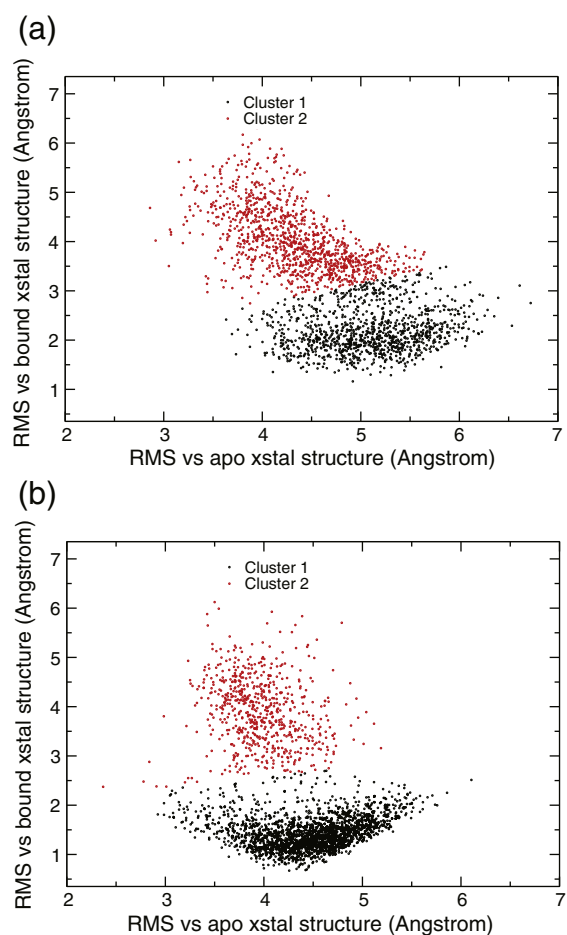 (a)
7
6
5
4
3
2
1
RMS vs bound xstal structure (Angstrom)
Cluster 1
Cluster 2
2 3 4 5 6 7
RMS vs apo xstal structure (Angstrom)
(b)
7
6
5
4
3
2
1
RMS vs bound xstal structure (Angstrom)
Cluster 1
Cluster 2
2 3 4 5 6 7
RMS vs apo xstal structure (Angstrom)